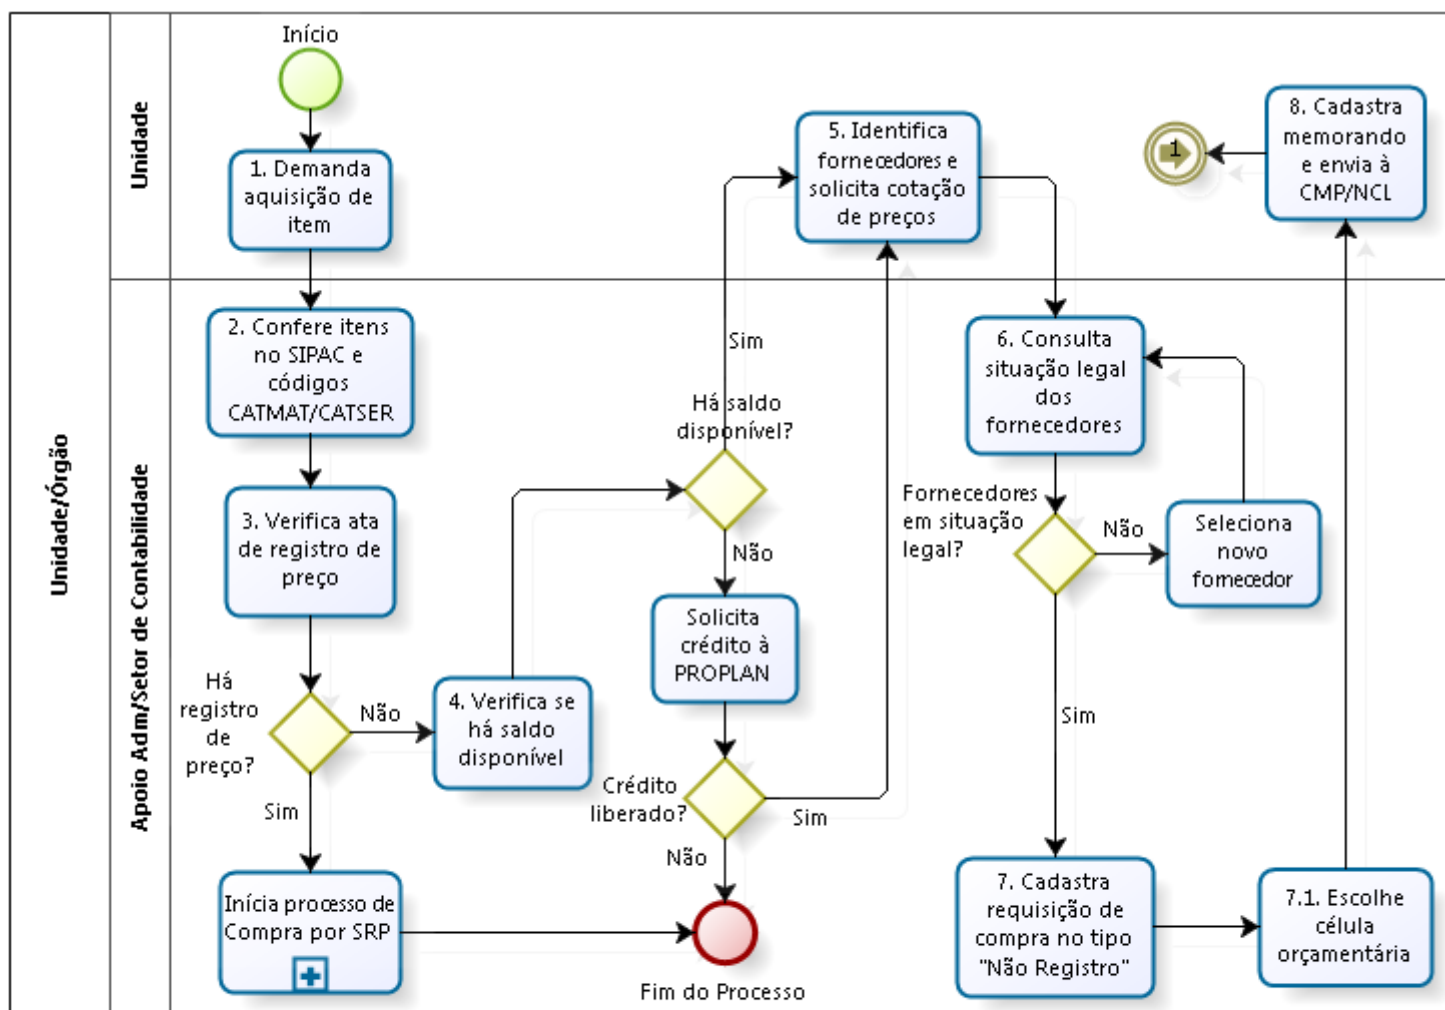 Unidade/Órgão
Unidade
Apoio Adm/Setor de Contabilidade
Início
1. Demanda
aquisição de
item
2. Confere itens
no SIPAC e
códigos
CATMAT/CATSER
3. Verifica ata
de registro de
preço
Há
registro
de
preço?
Não
Sim
Inícia processo de
Compra por SRP
4. Verifica se
há saldo
disponível
Há saldo
disponível?
Sim
Não
Solicita
crédito à
PROPLAN
Crédito
liberado?
Sim
Não
Fim do Processo
5. Identifica
fornecedores e
solicita cotação
de preços
6. Consulta
situação legal
dos
fornecedores
Fornecedores
em situação
legal?
Não
Seleciona
novo
fornecedor
Sim
7. Cadastra
requisição de
compra no tipo
"Não Registro"
7.1. Escolhe
célula
orçamentária
8. Cadastra
memorando
e envia à
CMP/NCL
1